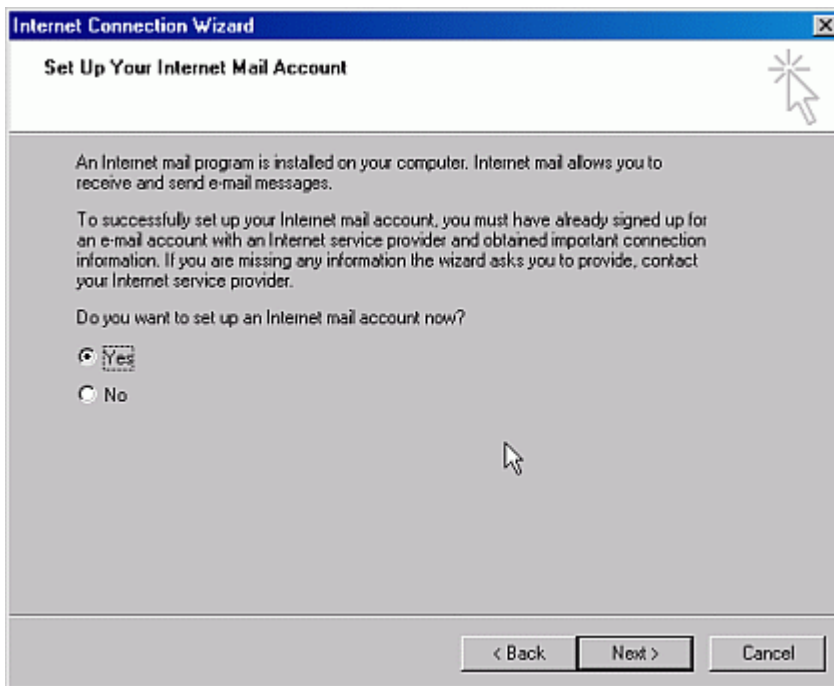 Internet Connection Wizard
Set Up Your Internet Mail Account
An Internet mail program is installed on your computer. Internet mail allows you to
receive and send e-mail messages.
To successfully set up your Internet mail account, you must have already signed up for
an e-mail account with an Internet service provider and obtained important connection
information. If you are missing any information the wizard asks you to provide, contact
your Internet service provider.
Do you want to set up an Internet mail account now?
Yes
No
< Back Next > Cancel